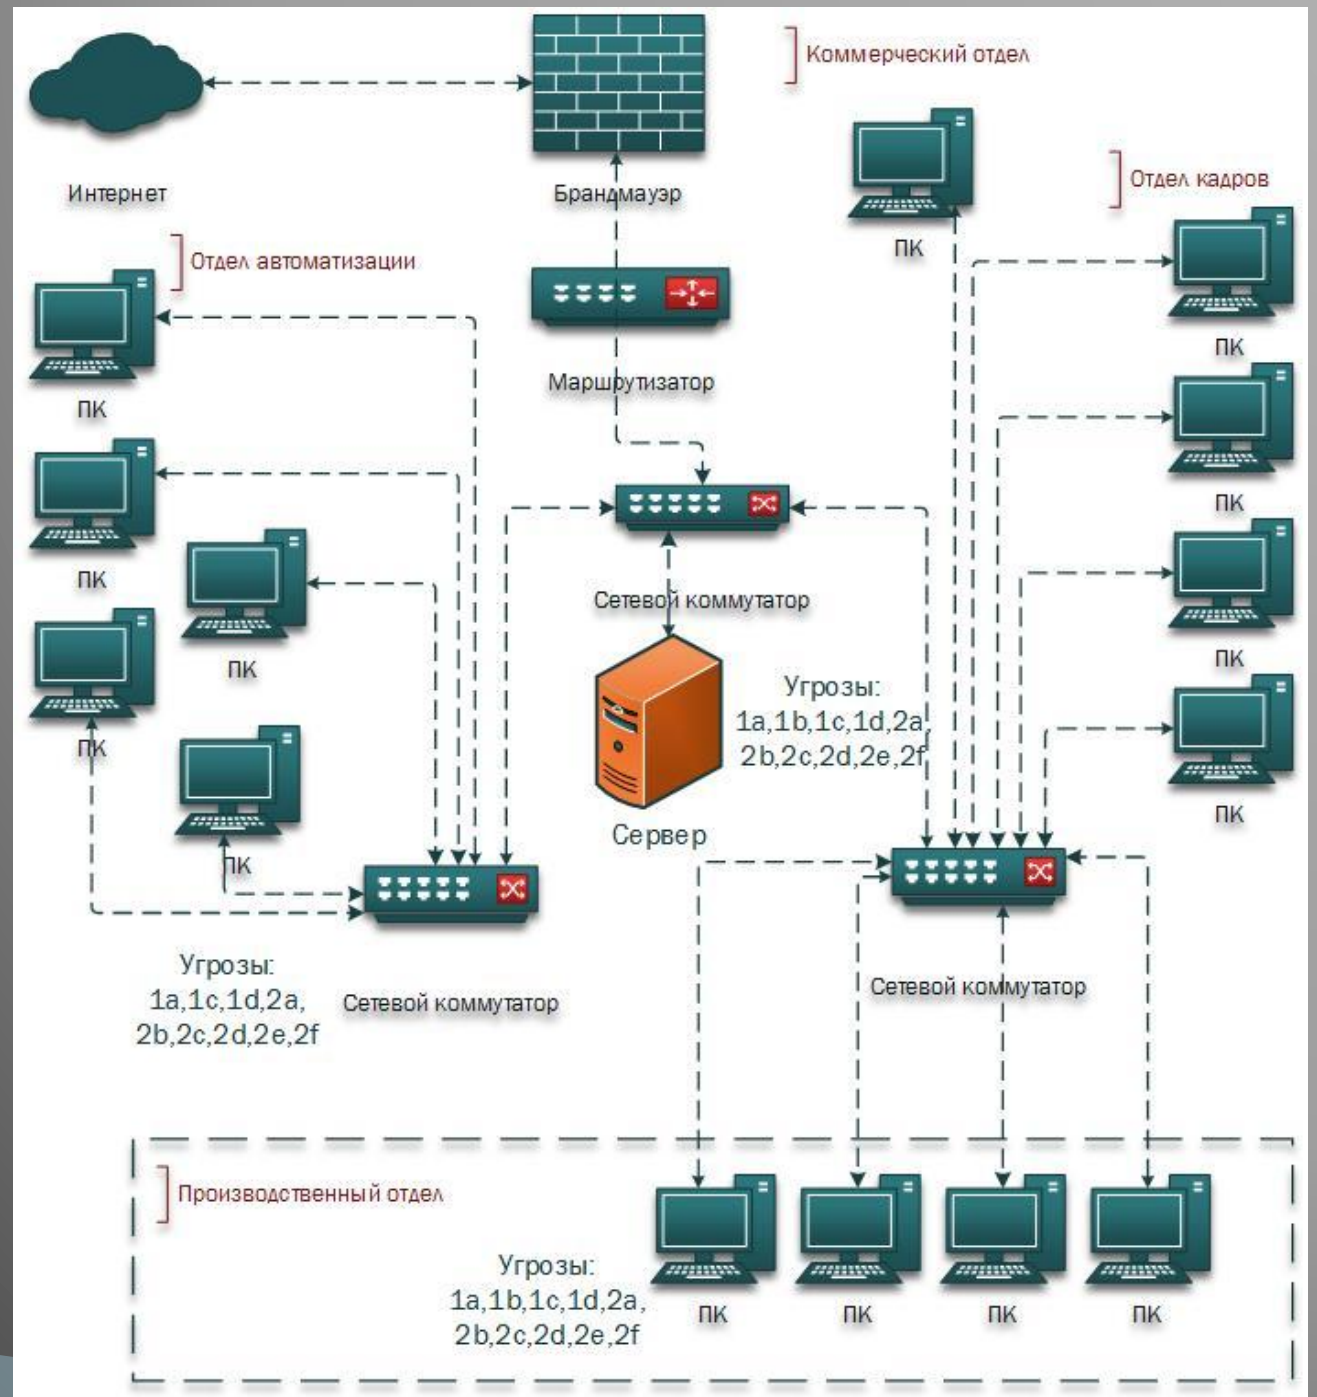 Коммерческий отдел
Отдел кадров
Интернет
Брандмауэр
ПК
Отдел автоматизации
ПК
Маршрутизатор
ПК
ПК
ПК
ПК
Сетевой коммутатор
ПК
ПК
Угрозы:
1a,1b,1c,1d,2a,
2b,2c,2d,2e,2f
ПК
ПК
Сервер
ПК
Угрозы:
1a,1c,1d,2a,
2b,2c,2d,2e,2f
Сетевой коммутатор
Сетевой коммутатор
Производственный отдел
Угрозы:
1a,1b,1c,1d,2a,
2b,2c,2d,2e,2f
ПК
ПК
ПК
ПК